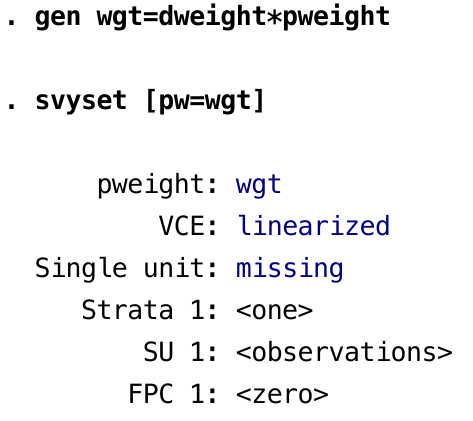 . gen wgt=dweight*pweight
. svyset [pw=wgt]
pweight: wgt
VCE: linearized
Single unit: missing
Strata 1: <one>
SU 1: <observations>
FPC 1: <zero>